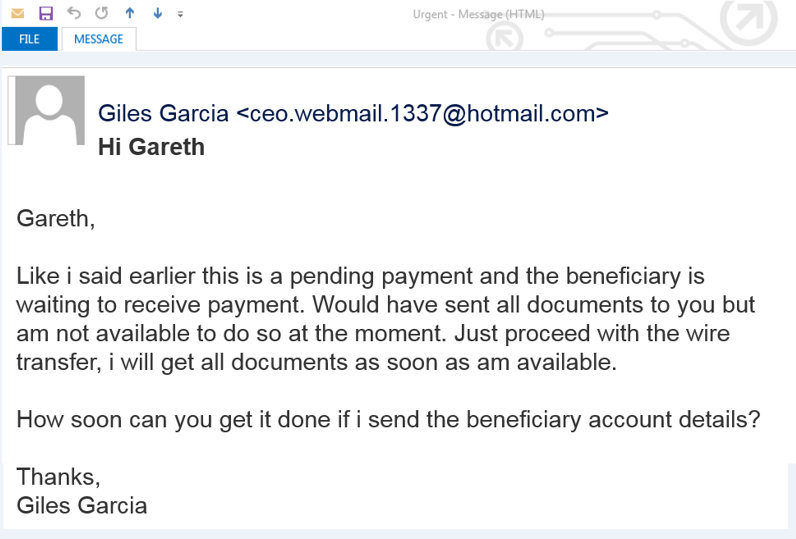 Urgent - Message (HTML)
FILE MESSAGE
Giles Garcia <ceo.webmail.1337@hotmail.com>
Hi Gareth
Gareth,
Like i said earlier this is a pending payment and the beneficiary is
waiting to receive payment. Would have sent all documents to you but
am not available to do so at the moment. Just proceed with the wire
transfer, i will get all documents as soon as am available.
How soon can you get it done if i send the beneficiary account details?
Thanks,
Giles Garcia